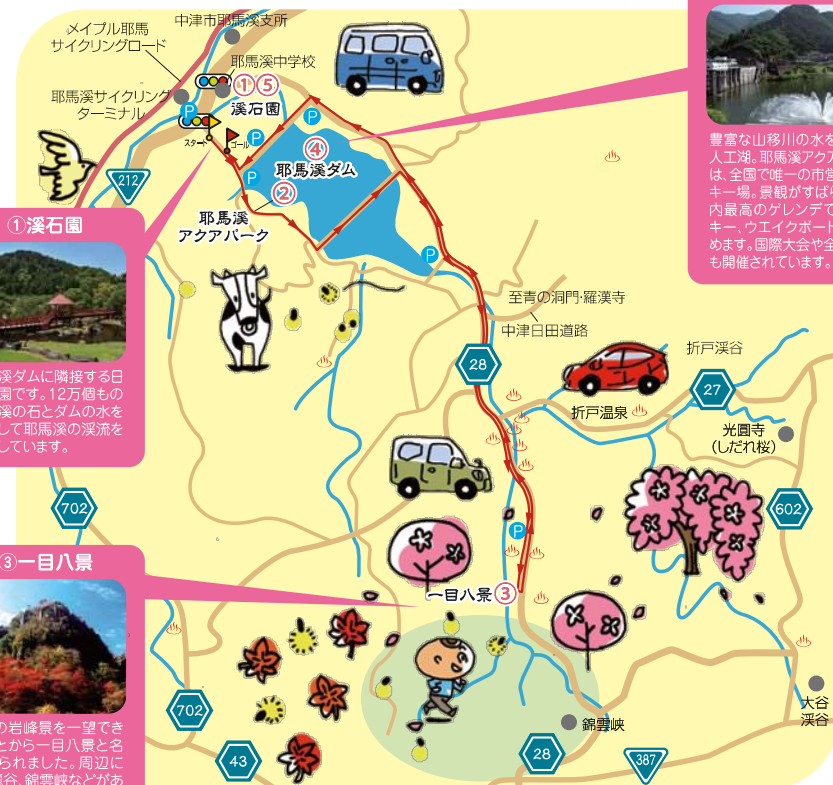 メイプル耶馬
サイクリングロード
中津市耶馬溪支所
耶馬溪中学校
①⑤
溪石園
耶馬溪サイクリング
ターミナル
P
スタート
ゴール
P
P
P
④
耶馬溪ダム
②
耶馬溪
アクアパーク
P
212
①溪石園
溪ダムに隣接する日
園です。12万個もの
溪の石とダムの水を
して耶馬溪の溪流を
しています。
豊富な山移川の水を
人工湖。耶馬溪アクア
は、全国で唯一の市営
キー場。景観がすばら
内最高のゲレンデで
キー、ウエイクボート
めます。国際大会や全
も開催されています。
至青の洞門・羅漢寺
中津日田道路
28
折戸渓谷
27
折戸温泉
光圓寺
(しだれ桜)
602
702
P
一目八景③
③一目八景
の岩峰景を一望でき
とから一目八景と名
られました。周辺に
渓谷、錦雲峡などがあ
702
43
錦雲峡
28
387
大谷
渓谷